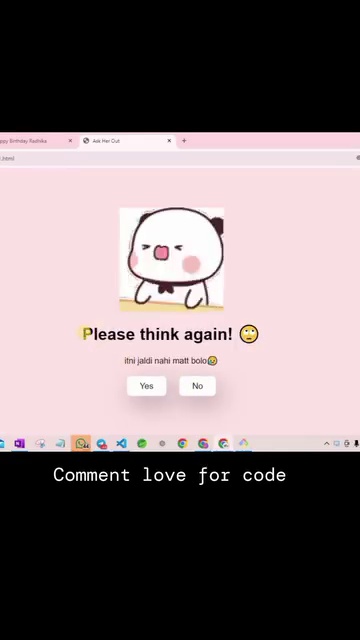 ppy Birthday Radhika
Ask Her Out
.html
Please think again! 🙄
itni jaldi nahi matt bolo😭
Yes
No
Comment love for code